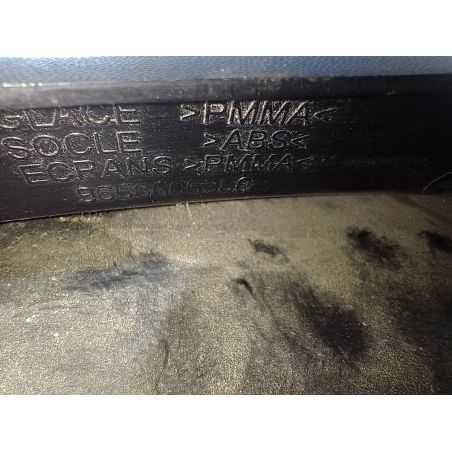 GLACE >PMMA<
SOCLE >ABS<
ECRANS >PMMA<